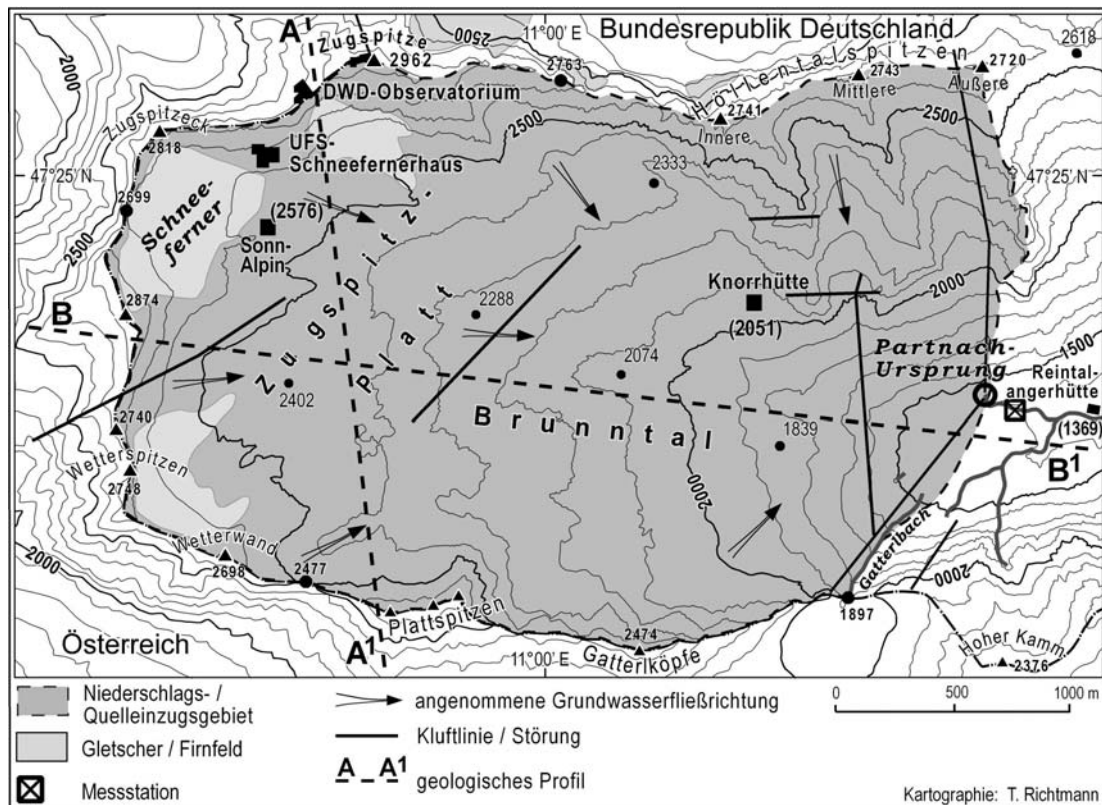 A
Zugspitze
2962
2500
11°00' E
Bundesrepublik Deutschland
2618
2000
2763
Höllentalspitzen
2743
Mittlere
2720
Äußere
DWD-Observatorium
2741
Innere
2500
2500
Zugspitzeck
2818
UFS-
Schneefernerhaus
2333
47°25' N
47°25' N
2699
Schnee-
ferner
(2576)
Sonn-
Alpin
2500
Knorrhütte
(2051)
2000
2874
B
2288
Zugspitz-
platt
Partnach-
Ursprung
1500
Reintal-
angerhütte
(1369)
2074
2402
Brunntal
1839
B1
2740
Wetterspitzen
2748
2000
Gatterlbach
2000
Wetterwand
2698
2477
2000
1897
Plattspitzen
2474
Gatterlköpfe
Hoher Kamm
2376
Österreich
A1
11°00' E
Niederschlags- /
Quelleinzugsgebiet
Gletscher / Firnfeld
Messstation
angenommene Grundwasserfließrichtung
Kluftlinie / Störung
A _ A1 geologisches Profil
0 500 1000 m
Kartographie: T. Richtmann